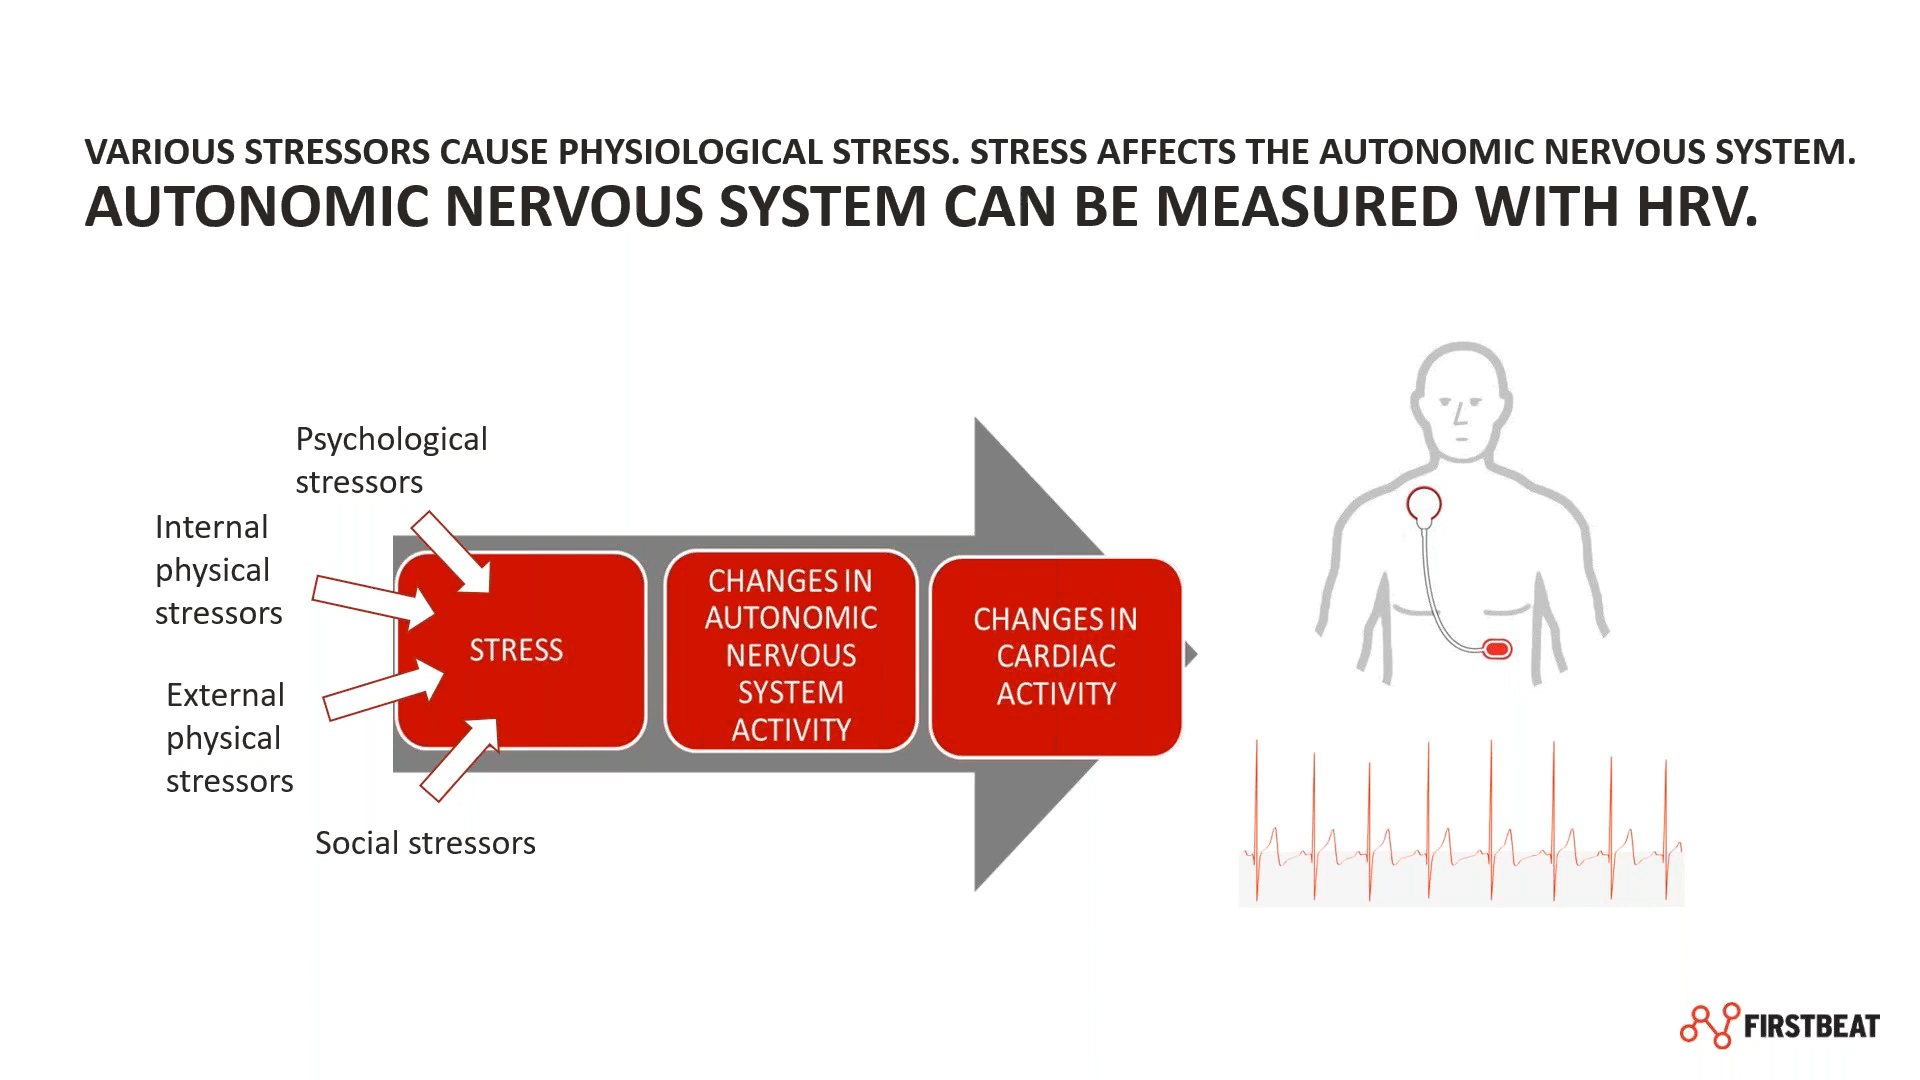 VARIOUS STRESSORS CAUSE PHYSIOLOGICAL STRESS. STRESS AFFECTS THE AUTONOMIC NERVOUS SYSTEM.
AUTONOMIC NERVOUS SYSTEM CAN BE MEASURED WITH HRV.
Psychological
stressors
Internal
physical
stressors
External
physical
stressors
Social stressors
STRESS
CHANGES IN
AUTONOMIC
NERVOUS
SYSTEM
ACTIVITY
CHANGES IN
CARDIAC
ACTIVITY
FIRSTBEAT